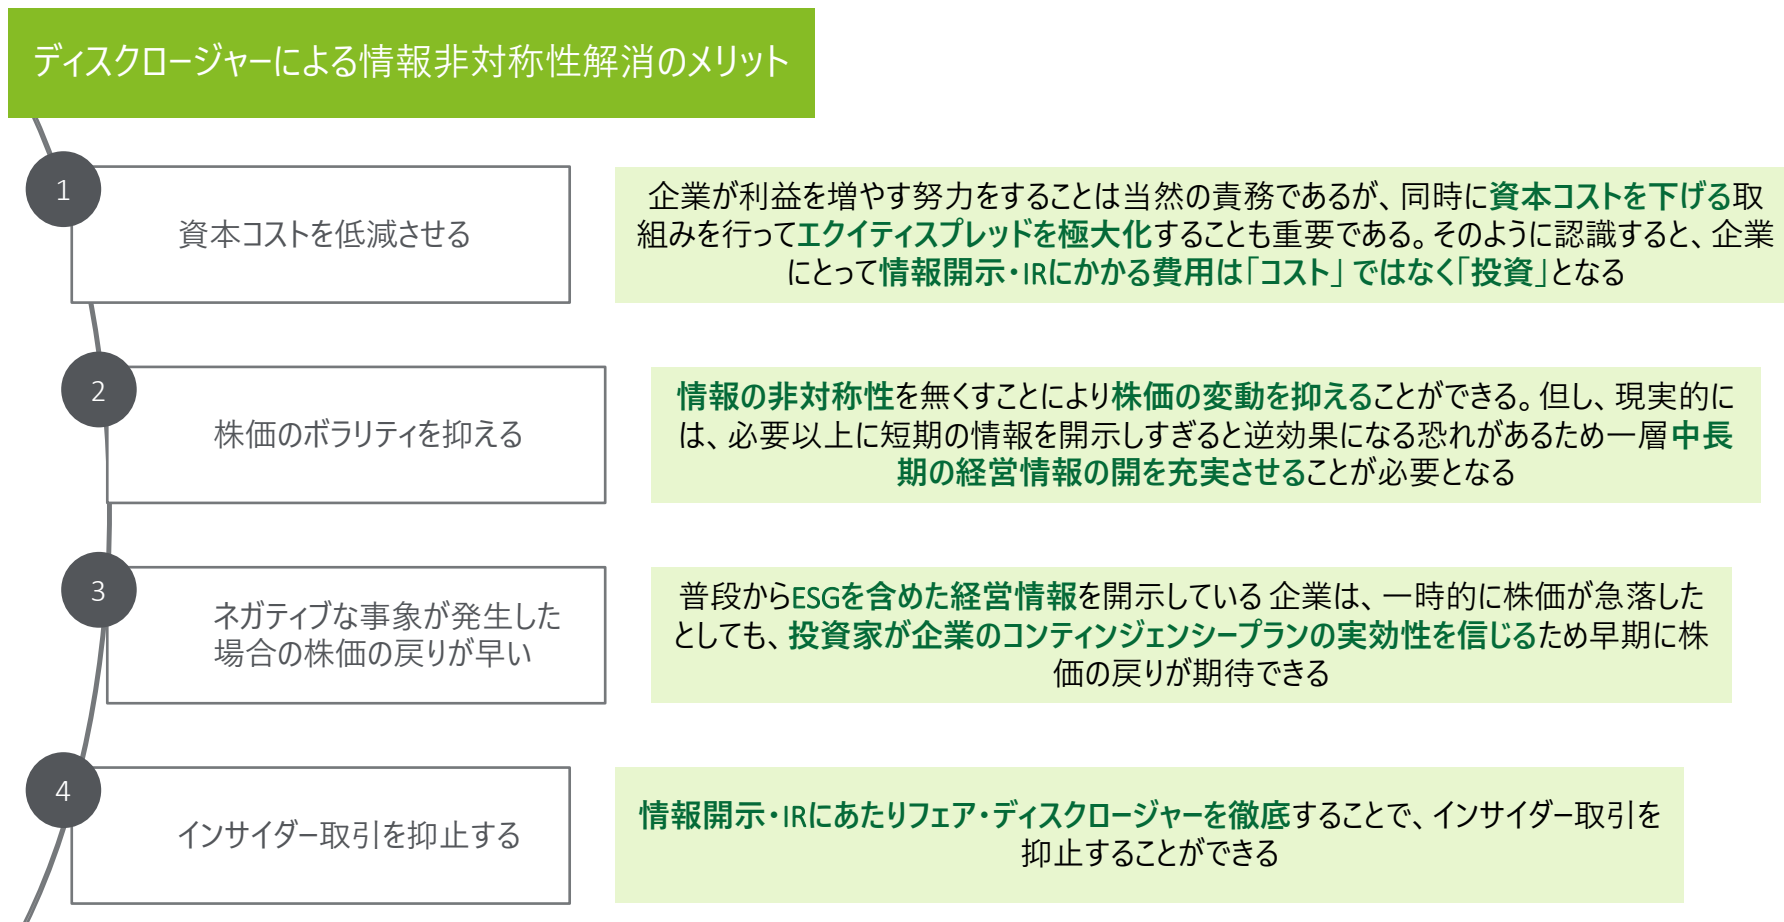 ディスクロージャーによる情報非対称性解消のメリット
1
資本コストを低減させる
企業が利益を増やす努力をすることは当然の責務であるが、同時に資本コストを下げる取
組みを行ってエクイティスプレッドを極大化することも重要である。そのように認識すると、企業
にとって情報開示・IRにかかる費用は「コスト」ではなく「投資」となる
2
株価のボラリティを抑える
情報の非対称性を無くすことにより株価の変動を抑えることができる。但し、現実的に
は、必要以上に短期の情報を開示しすぎると逆効果になる恐れがあるため一層中長
期の経営情報の開を充実させることが必要となる
3
ネガティブな事象が発生した
場合の株価の戻りが早い
普段からESGを含めた経営情報を開示している企業は、一時的に株価が急落した
としても、投資家が企業のコンティンジェンシープランの実効性を信じるため早期に株
価の戻りが期待できる
4
インサイダー取引を抑止する
情報開示・IRにあたりフェア・ディスクロージャーを徹底することで、インサイダー取引を
抑止することができる